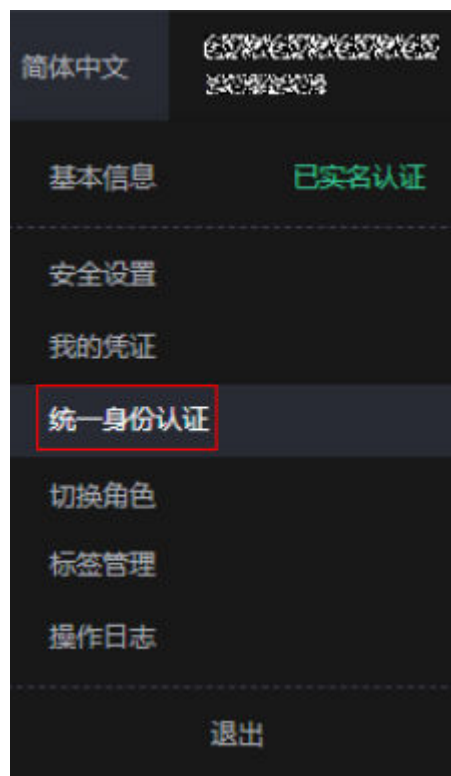 简体中文
基本信息 已实名认证
安全设置
我的凭证
统一身份认证
切换角色
标签管理
操作日志
退出